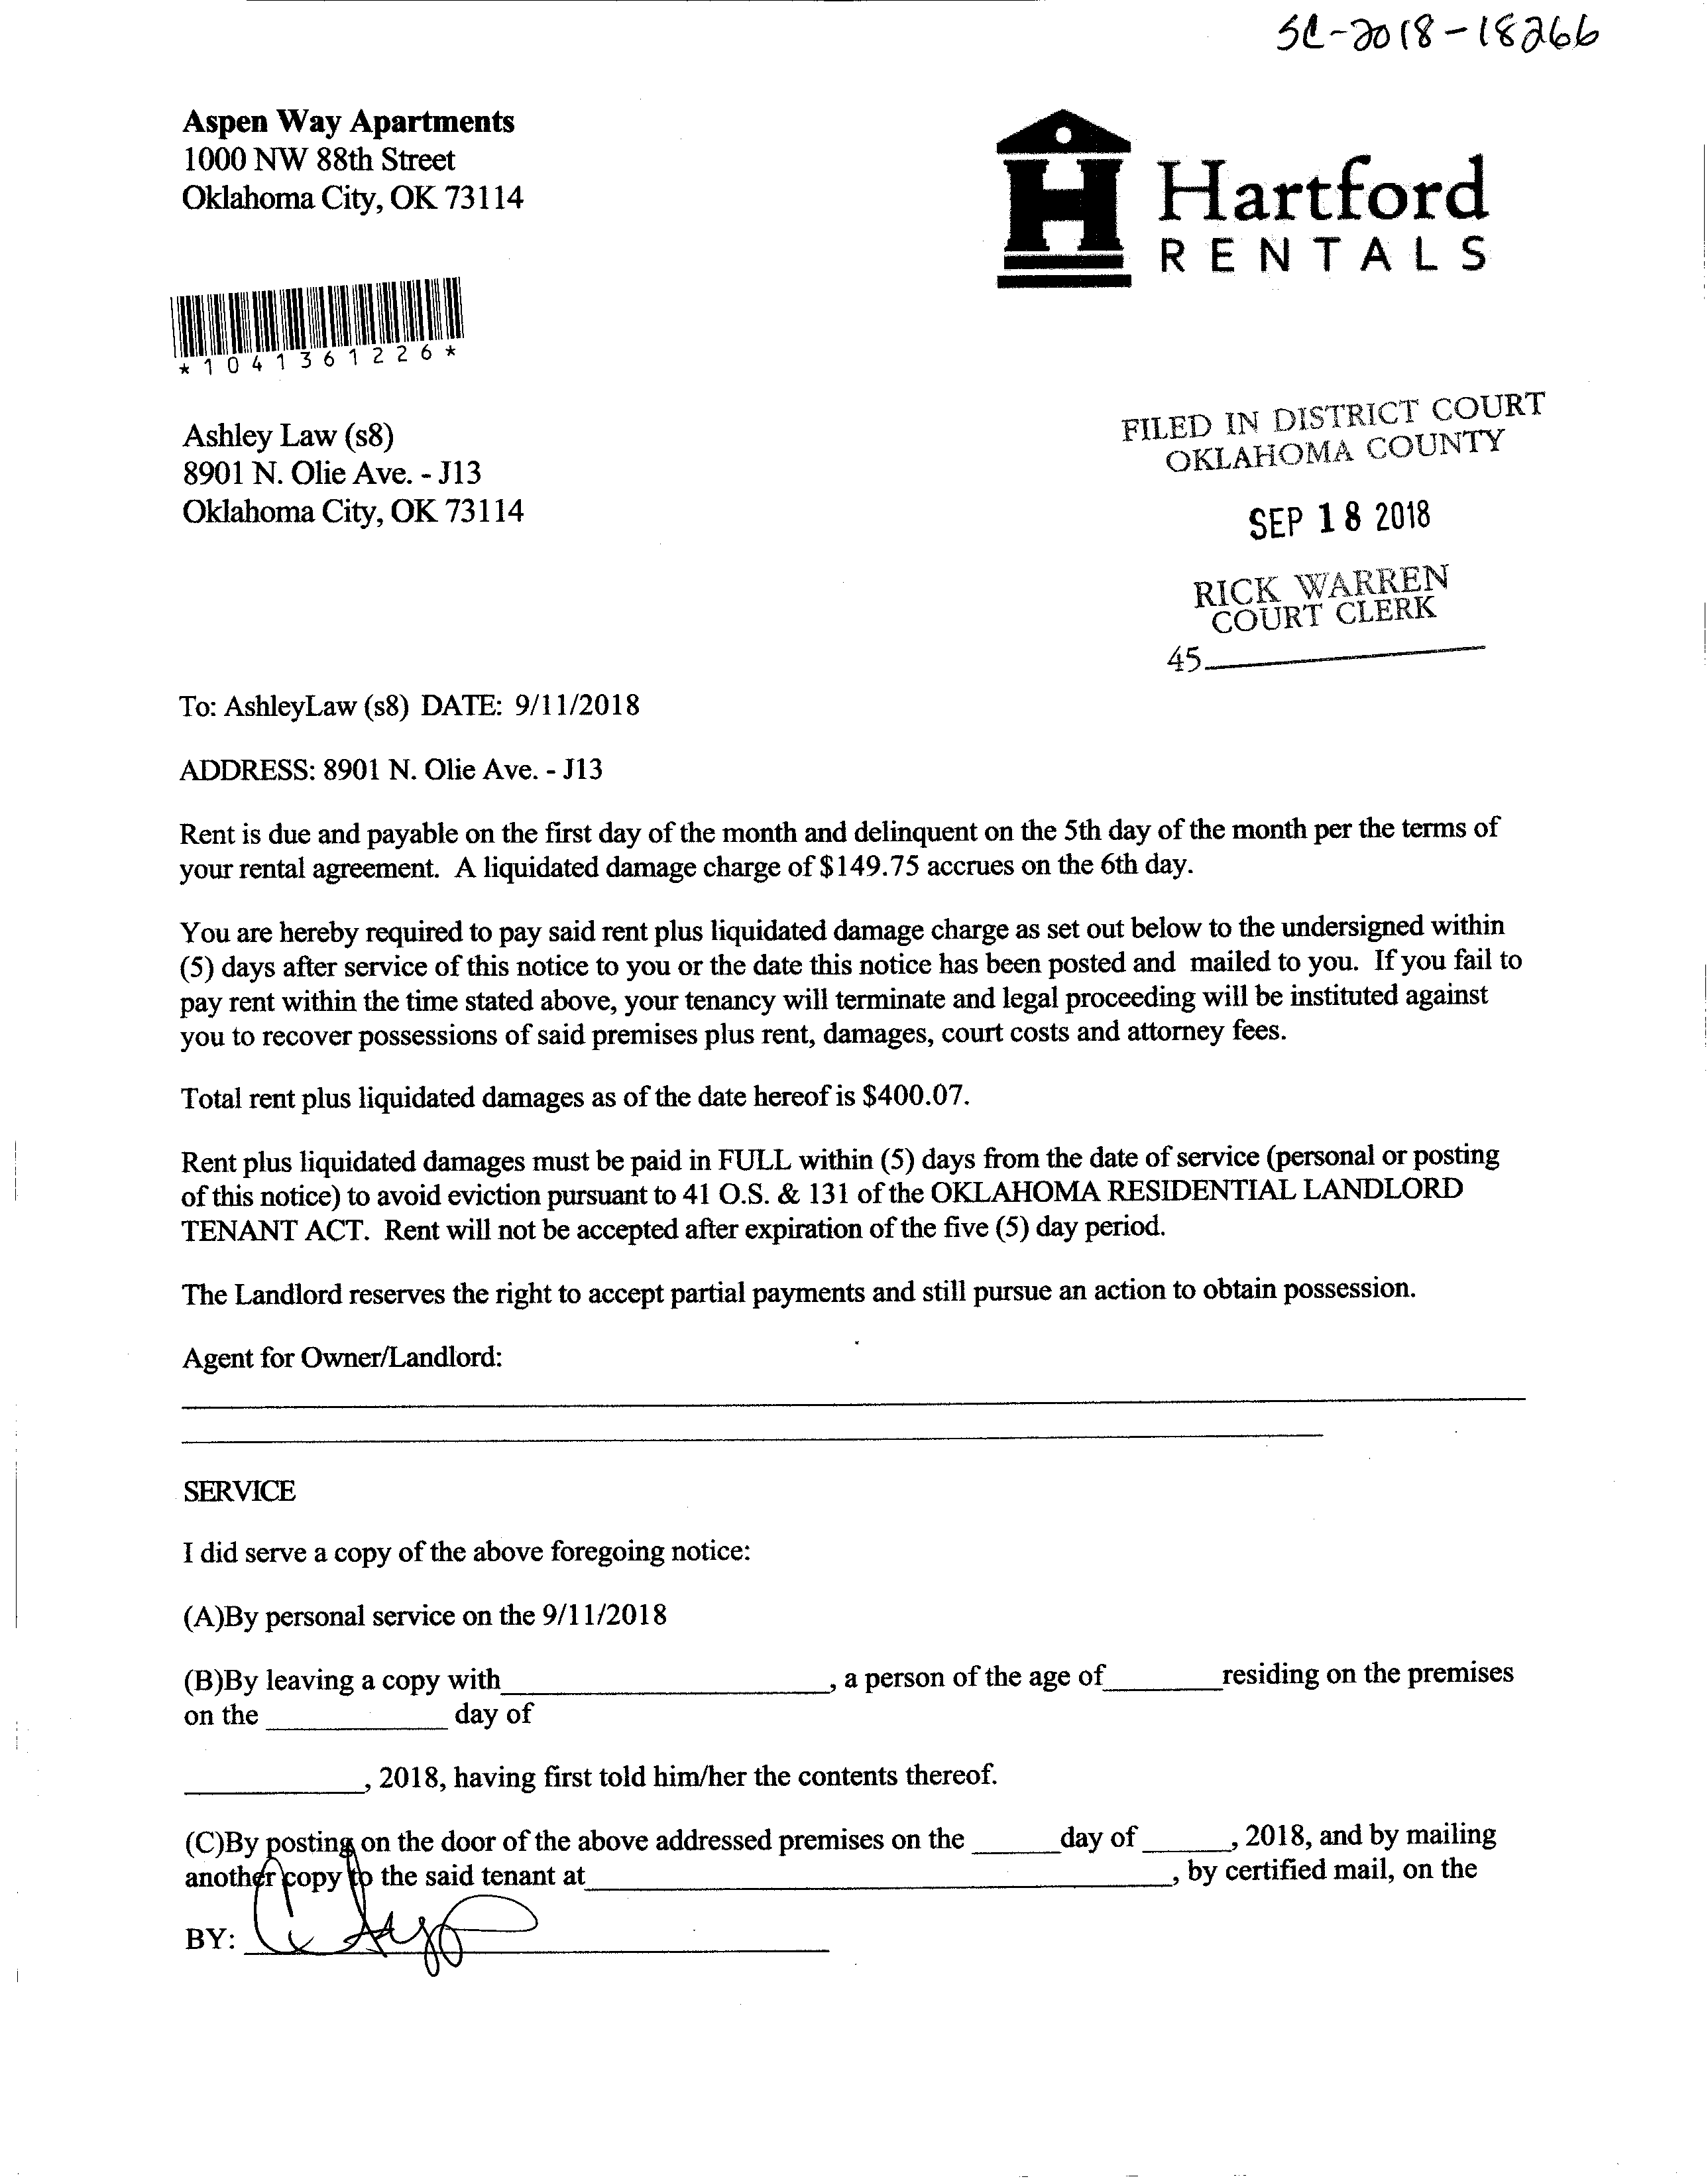 SC-2018-18266
Aspen Way Apartments
1000 NW 88th Street
Oklahoma City, OK 73114
Hartford
RENTALS
*1041361226*
Ashley Law (s8)
8901 N. Olie Ave. - J13
Oklahoma City, OK 73114
FILED IN DISTRICT COURT
OKLAHOMA COUNTY
SEP 18 2018
RICK WARREN
COURT CLERK
45
To: AshleyLaw (s8) DATE: 9/11/2018
ADDRESS: 8901 N. Olie Ave. - J13
Rent is due and payable on the first day of the month and delinquent on the 5th day of the month per the terms of
your rental agreement. A liquidated damage charge of $149.75 accrues on the 6th day.
You are hereby required to pay said rent plus liquidated damage charge as set out below to the undersigned within
(5) days after service of this notice to you or the date this notice has been posted and mailed to you. If you fail to
pay rent within the time stated above, your tenancy will terminate and legal proceeding will be instituted against
you to recover possessions of said premises plus rent, damages, court costs and attorney fees.
Total rent plus liquidated damages as of the date hereof is $400.07.
Rent plus liquidated damages must be paid in FULL within (5) days from the date of service (personal or posting
of this notice) to avoid eviction pursuant to 41 O.S. & 131 of the OKLAHOMA RESIDENTIAL LANDLORD
TENANT ACT. Rent will not be accepted after expiration of the five (5) day period.
The Landlord reserves the right to accept partial payments and still pursue an action to obtain possession.
Agent for Owner/Landlord:
SERVICE
I did serve a copy of the above foregoing notice:
(A)By personal service on the 9/11/2018
(B)By leaving a copy with____, a person of the age of____residing on the premises
on the ____ day of
____, 2018, having first told him/her the contents thereof.
(C)By posting on the door of the above addressed premises on the ____day of ____, 2018, and by mailing
another copy to the said tenant at____, by certified mail, on the
BY: